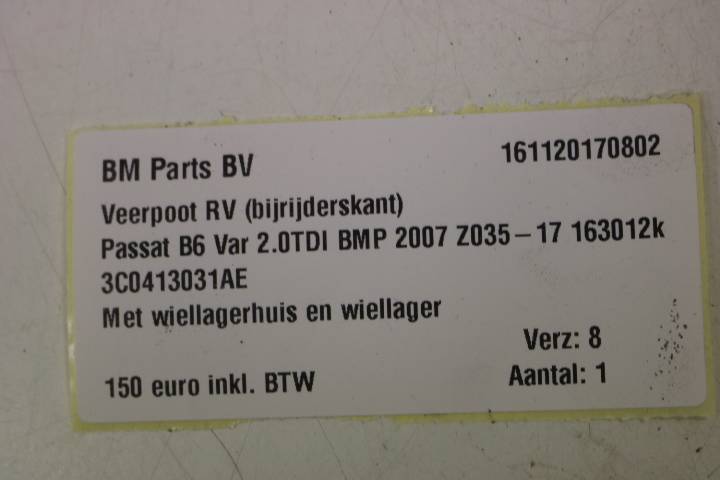 BM Parts BV 161120170802
Veerpoot RV (bijrijderskant)
Passat B6 Var 2.0TDI BMP 2007 Z035-17 163012k
3C0413031AE
Met wiellagerhuis en wiellager
Verz: 8
150 euro inkl. BTW Aantal: 1